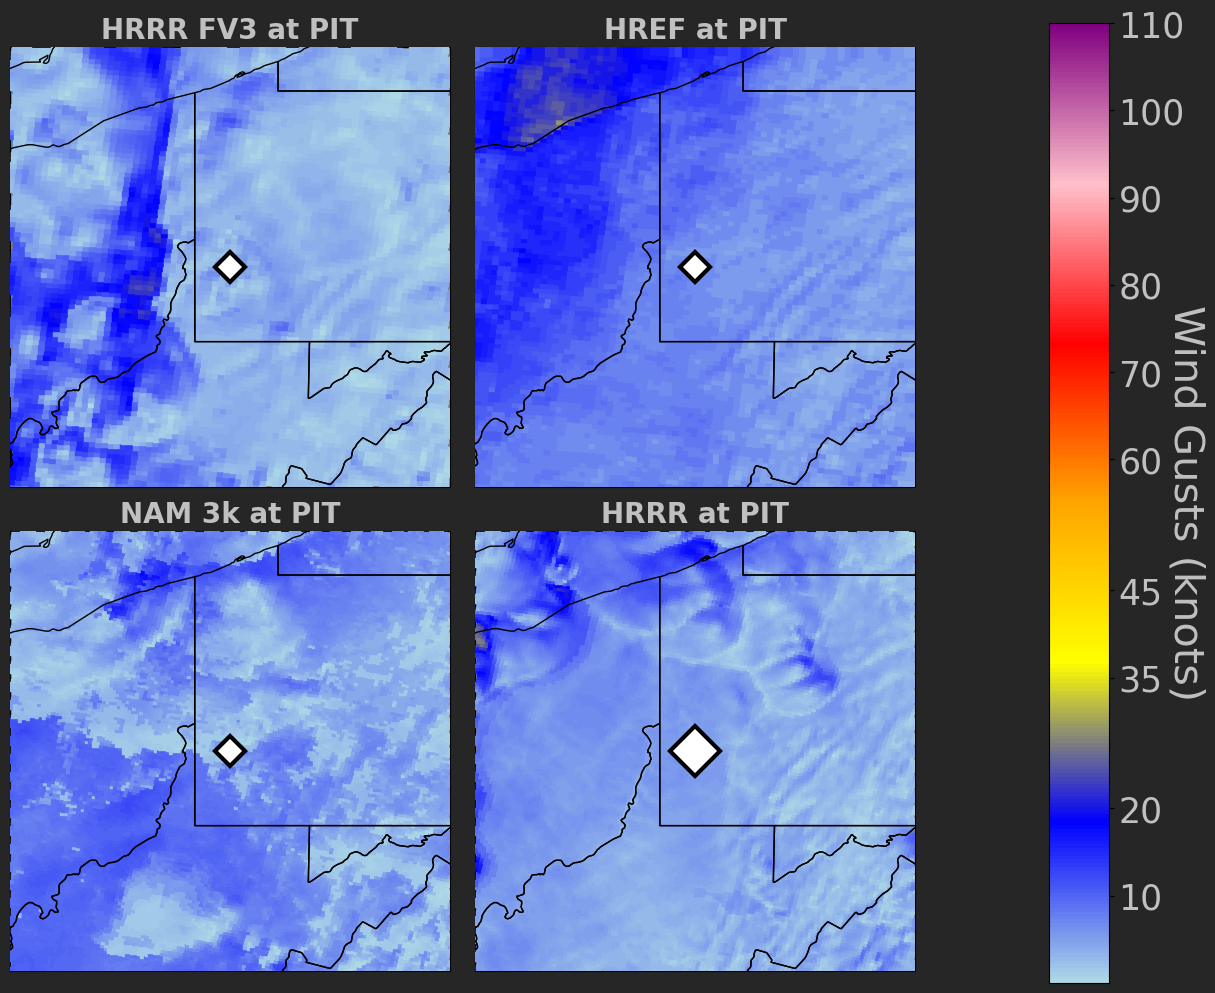 HRRR FV3 at PIT
HREF at PIT
NAM 3k at PIT
HRRR at PIT
110
100
90
80
70
60
45
35
20
10
Wind Gusts (knots)